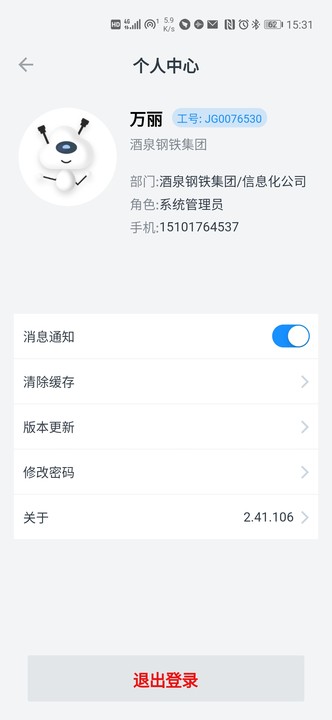 HD 4G 1 5.9 K/s 62 15:31
个人中心
万丽 工号: JG0076530
酒泉钢铁集团
部门:酒泉钢铁集团/信息化公司
角色:系统管理员
手机:15101764537
消息通知
清除缓存
版本更新
修改密码
关于 2.41.106
退出登录